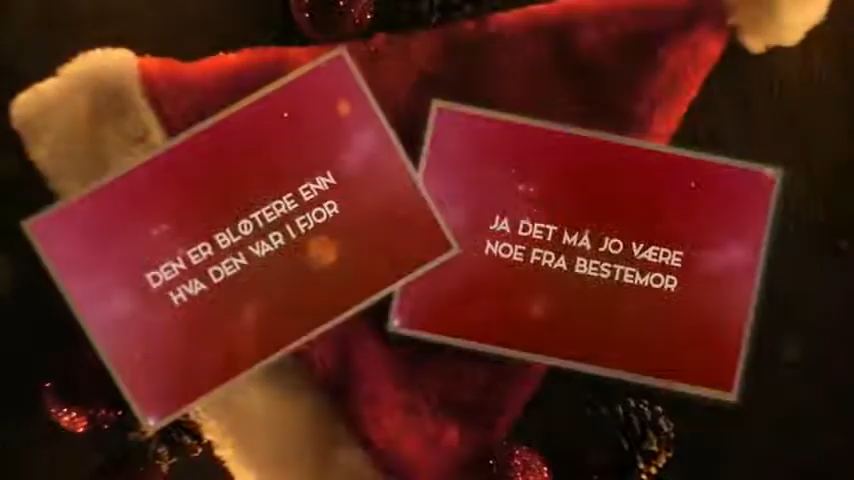 DEN ER BLØTERE ENN
HVA DEN VAR I FJOR
JA DET MÅ JO VÆRE
NOE FRA BESTEMOR